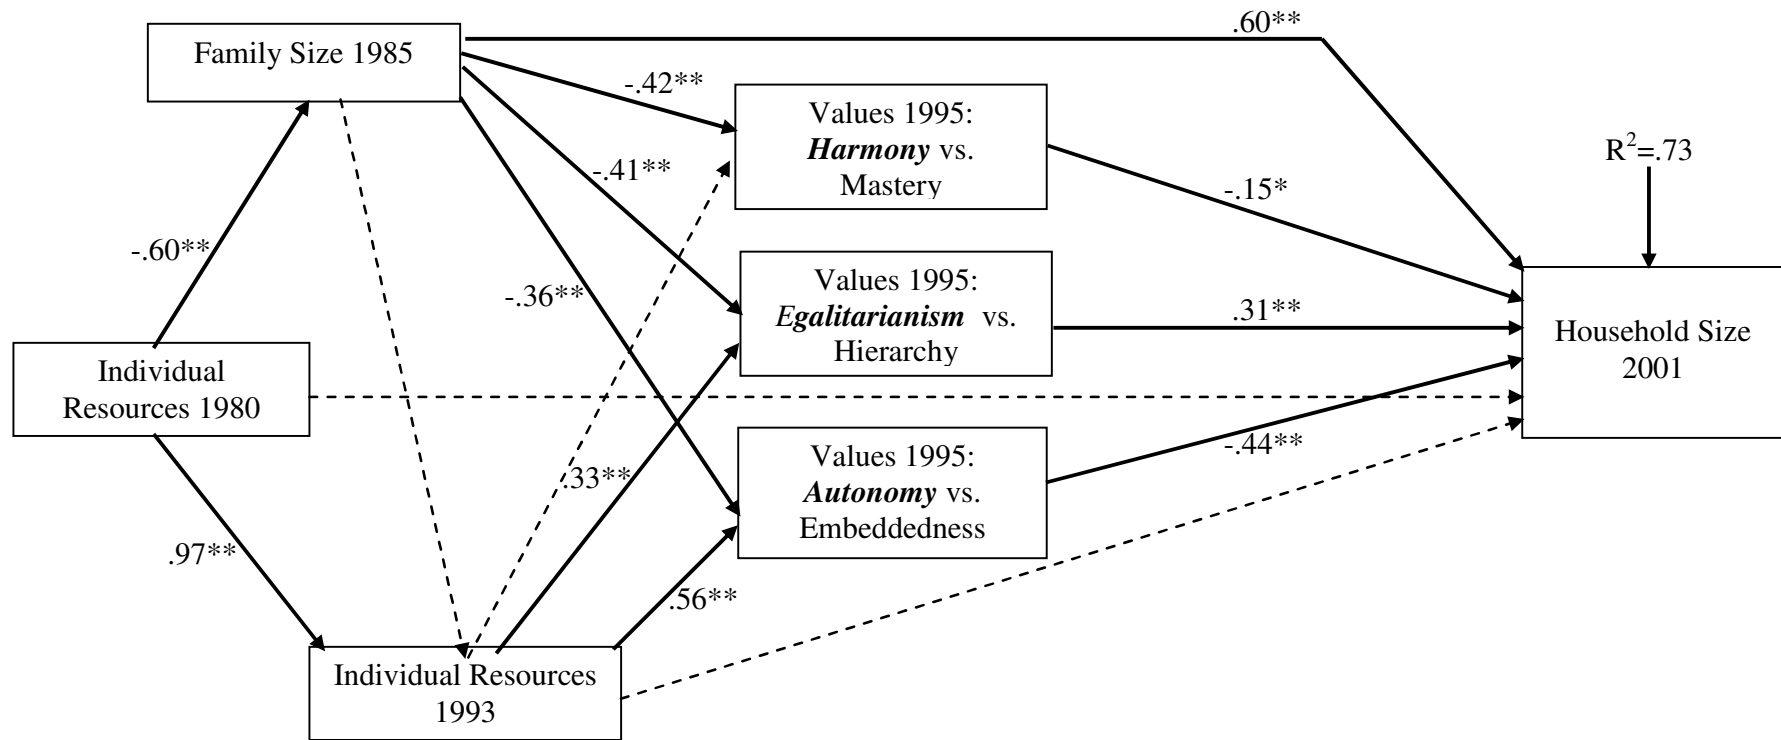 Family Size 1985
.60**
-.42**
Values 1995:
Harmony vs.
Mastery
R2=.73
-.41**
-.15*
-.60**
Values 1995:
Egalitarianism vs.
Hierarchy
-.36**
.31**
Household Size
2001
Individual
Resources 1980
Values 1995:
Autonomy vs.
Embeddedness
-.44**
.33**
.97**
.56**
Individual Resources
1993